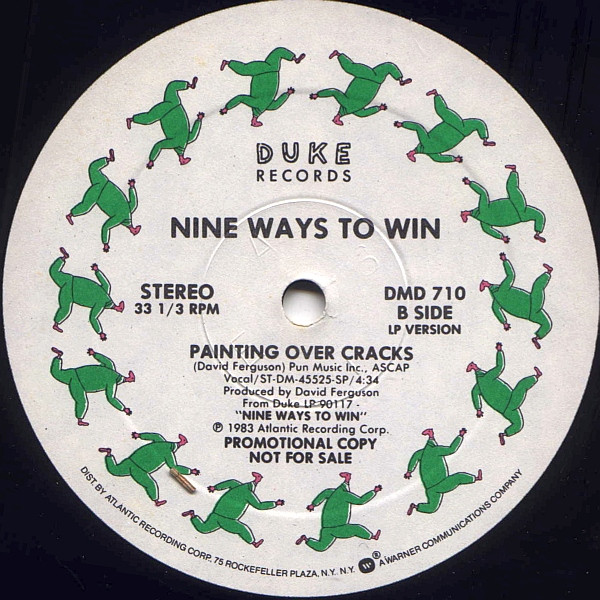 DUKE
RECORDS
NINE WAYS TO WIN
STEREO
33 1/3 RPM
DMD 710
B SIDE
LP VERSION
PAINTING OVER CRACKS
(David Ferguson) Pun Music Inc., ASCAP
Vocal/ST-DM-45525-SP/4:34
Produced by David Ferguson
From Duke LP 90117 -
"NINE WAYS TO WIN"
℗ 1983 Atlantic Recording Corp.
PROMOTIONAL COPY
NOT FOR SALE
DIST. BY ATLANTIC RECORDING CORP. 75 ROCKEFELLER PLAZA, N.Y. N.Y. ® A WARNER COMMUNICATIONS COMPANY